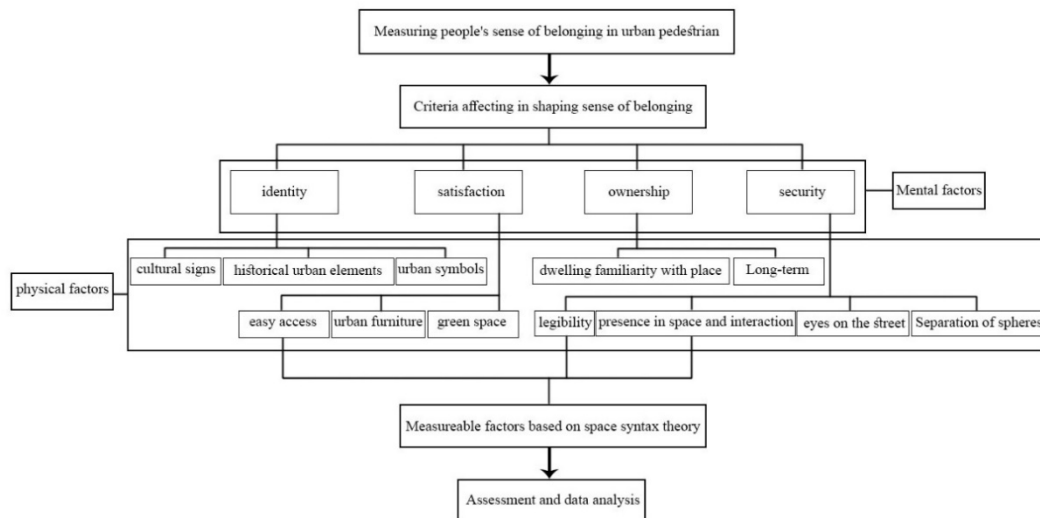 Measuring people's sense of belonging in urban pedestrian
Criteria affecting in shaping sense of belonging
identity
satisfaction
ownership
security
Mental factors
cultural signs
historical urban elements
urban symbols
dwelling familiarity with place
Long-term
physical factors
easy access
urban furniture
green space
legibility
presence in space and interaction
eyes on the street
Separation of spheres
Measureable factors based on space syntax theory
Assessment and data analysis